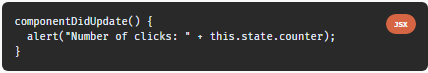 componentDidUpdate() {
JSX
  alert("Number of clicks: " + this.state.counter);
}